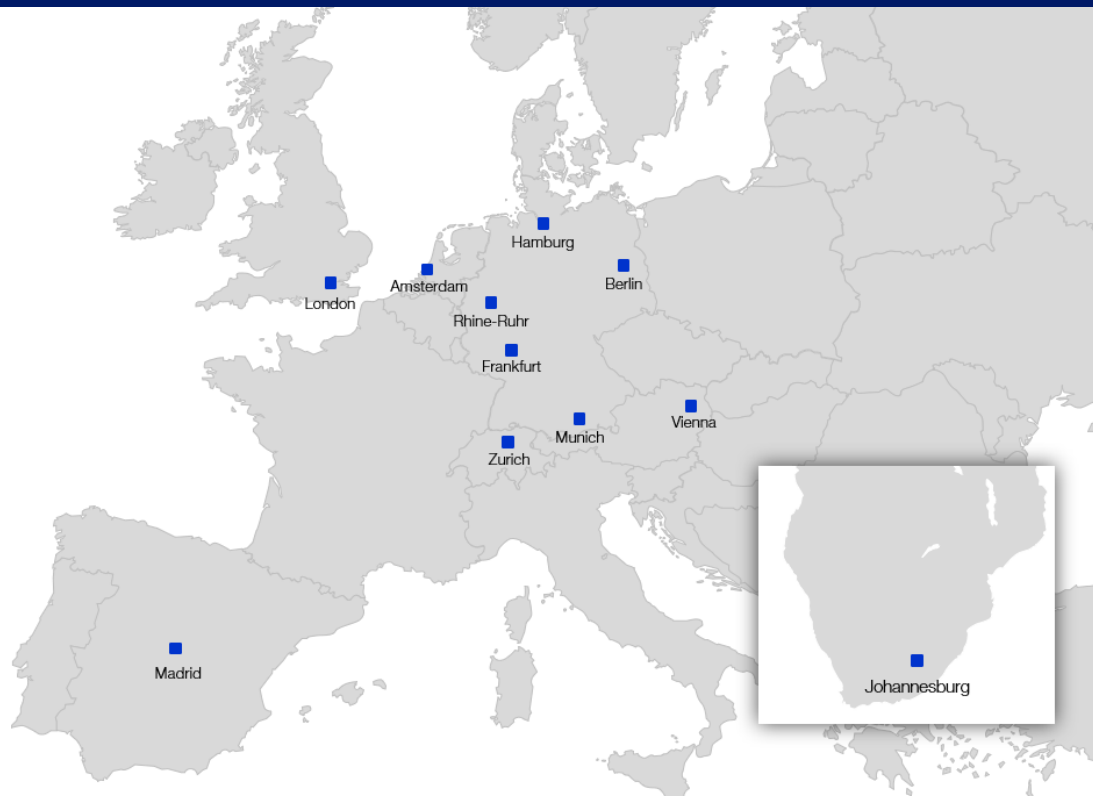 Hamburg
Berlin
Amsterdam
London
Rhine-Ruhr
Frankfurt
Vienna
Munich
Zurich
Madrid
Johannesburg